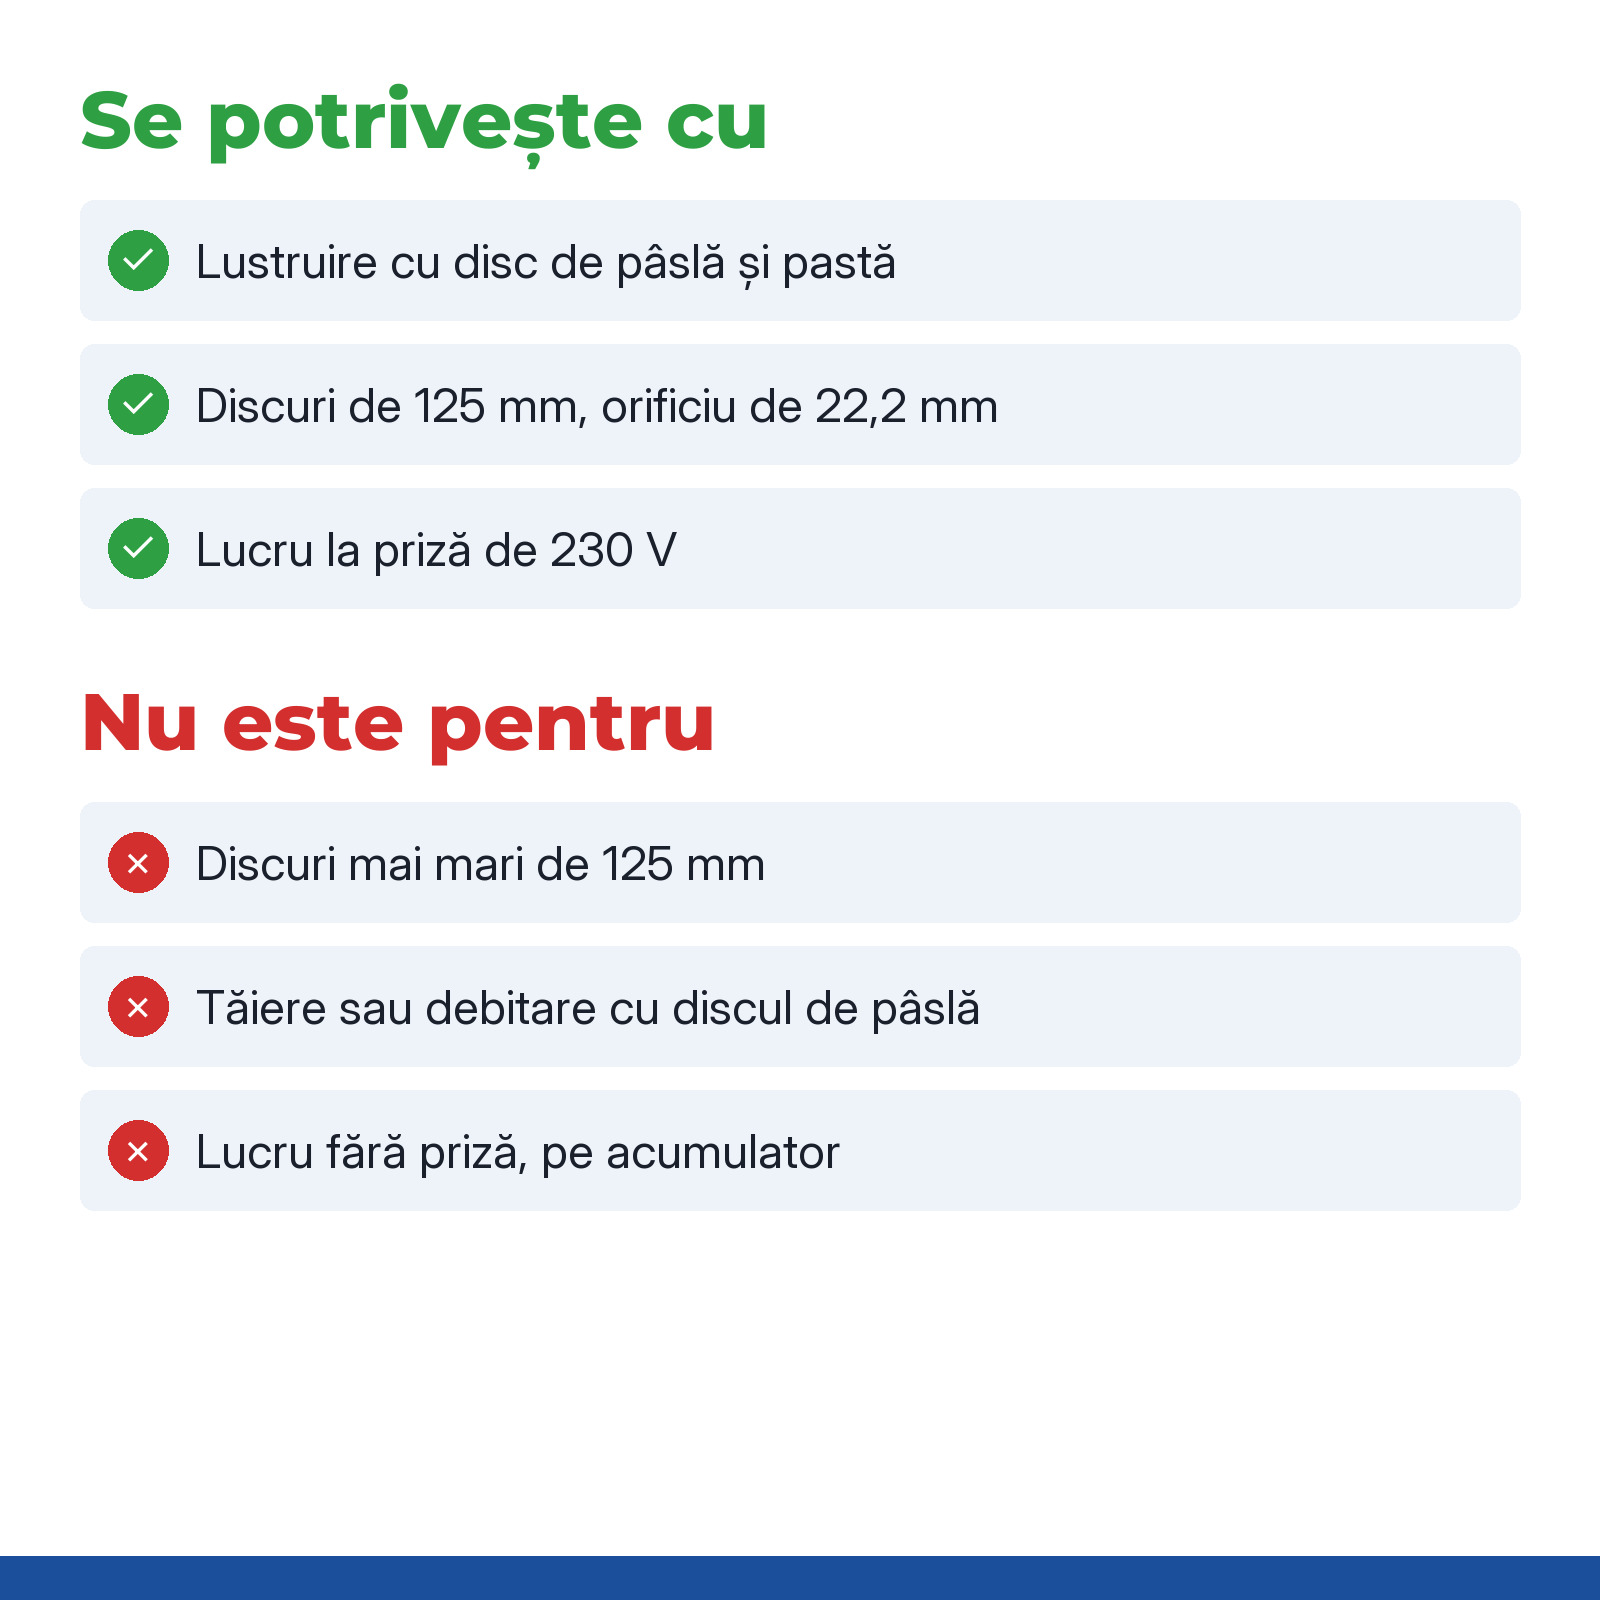 Se potrivește cu
Lustruire cu disc de pâslă și pastă
Discuri de 125 mm, orificiu de 22,2 mm
Lucru la priză de 230 V
Nu este pentru
Discuri mai mari de 125 mm
Tăiere sau debitare cu discul de pâslă
Lucru fără priză, pe acumulator